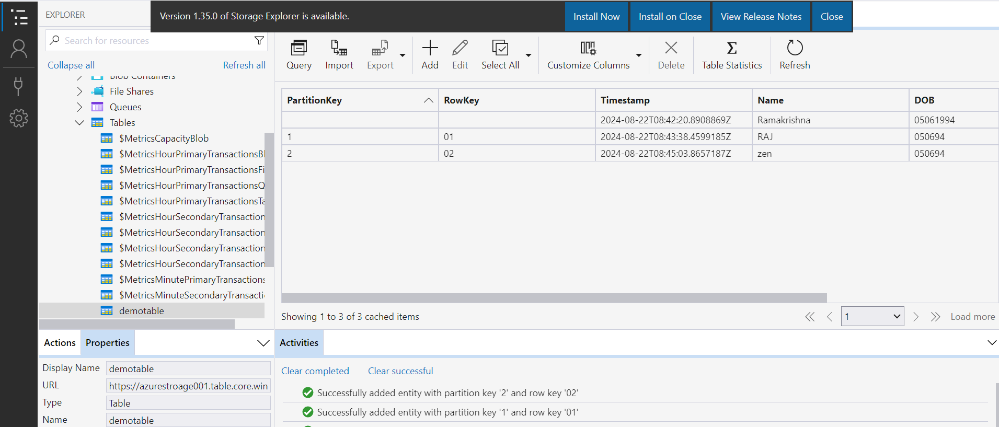 EXPLORER
Version 1.35.0 of Storage Explorer is available.
Install Now
Install on Close
View Release Notes
Close
Search for resources
Collapse all
Refresh all
Blob Containers
File Shares
Queues
Tables
$MetricsCapacityBlob
$MetricsHourPrimaryTransactionsBl
$MetricsHourPrimaryTransactionsFi
$MetricsHourPrimaryTransactionsQ
$MetricsHourPrimaryTransactionsTa
$MetricsHourSecondaryTransaction
$MetricsHourSecondaryTransaction
$MetricsHourSecondaryTransaction
$MetricsHourSecondaryTransaction
$MetricsMinutePrimaryTransactions
$MetricsMinuteSecondaryTransacti
demotable
Query
Import
Export
Add
Edit
Select All
Customize Columns
Delete
Table Statistics
Refresh
PartitionKey RowKey Timestamp Name DOB
2024-08-22T08:42:20.8908869Z Ramakrishna 05061994
1 01 2024-08-22T08:43:38.4599185Z RAJ 050694
2 02 2024-08-22T08:45:03.8657187Z zen 050694
Showing 1 to 3 of 3 cached items
1
Load more
Actions
Properties
Display Name demotable
URL https://azurestroage001.table.core.win
Type Table
Name demotable
Activities
Clear completed
Clear successful
Successfully added entity with partition key '2' and row key '02'
Successfully added entity with partition key '1' and row key '01'